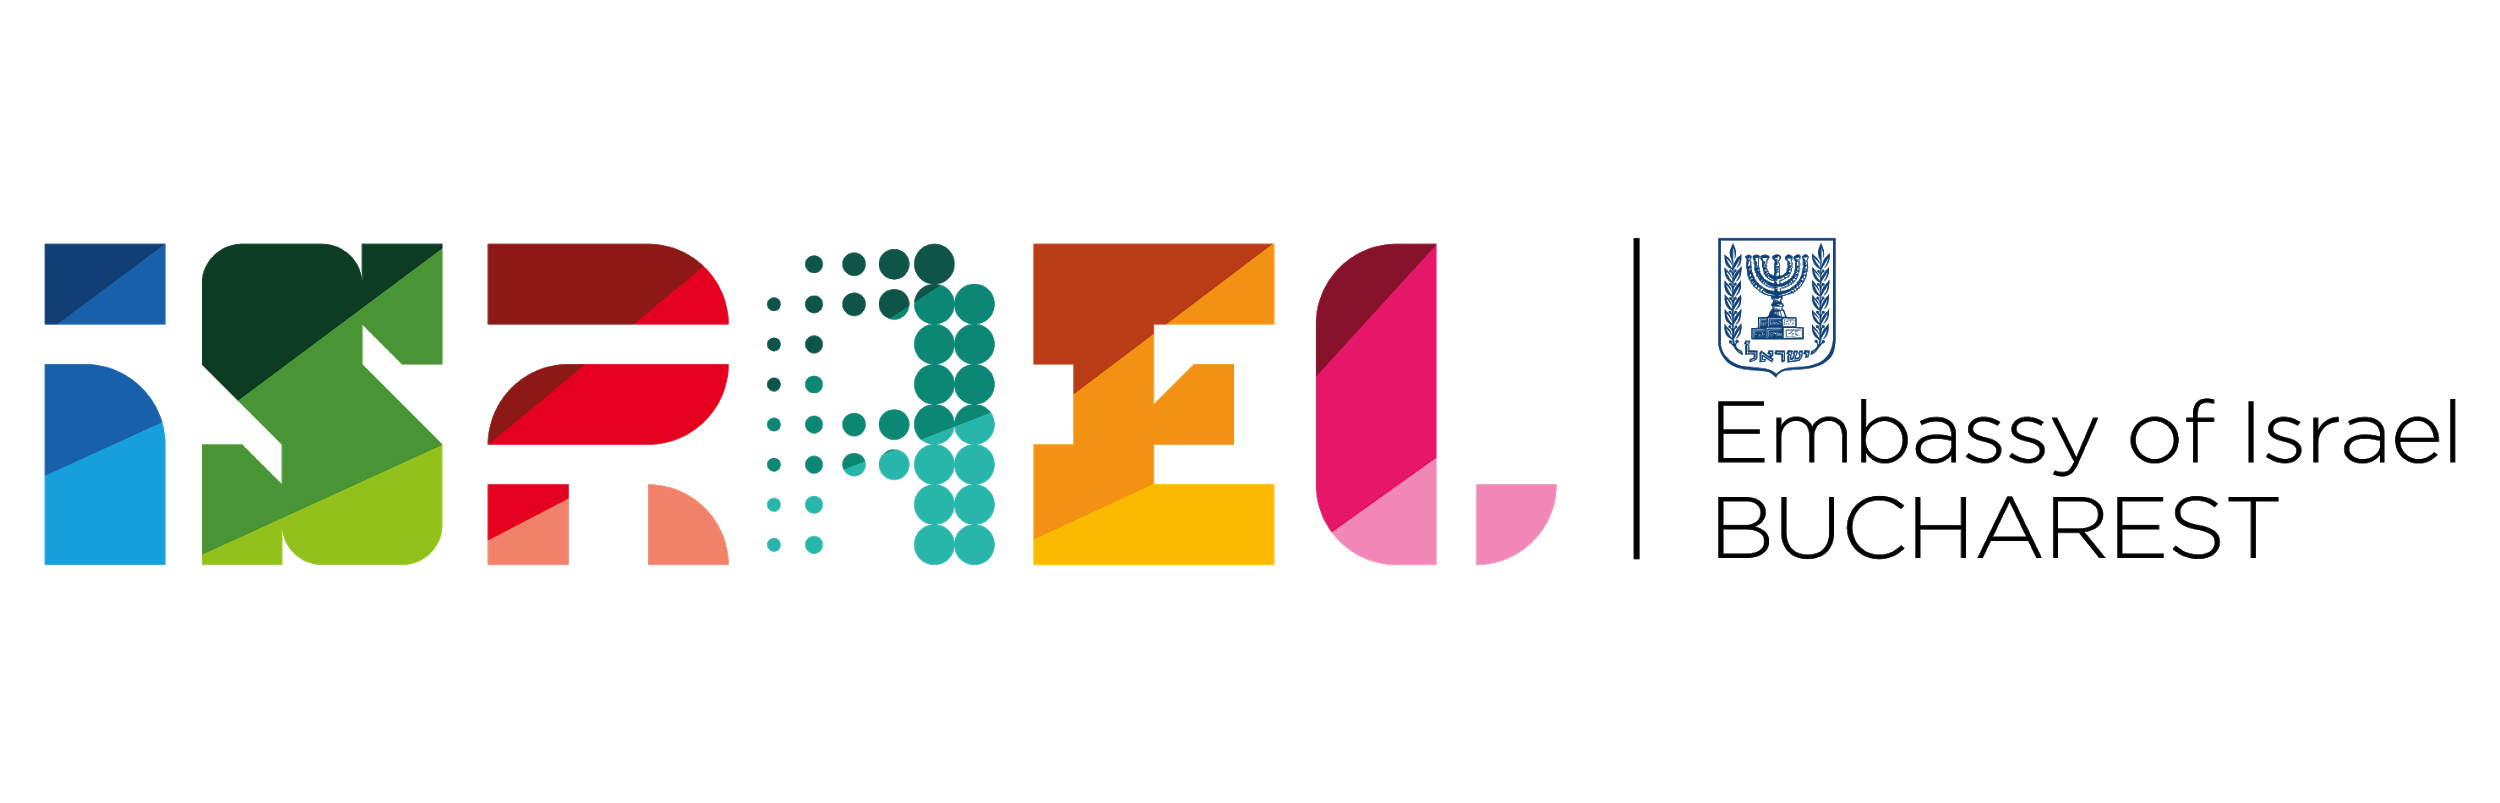 ISRAEL
ישראל
Embassy of Israel
BUCHAREST